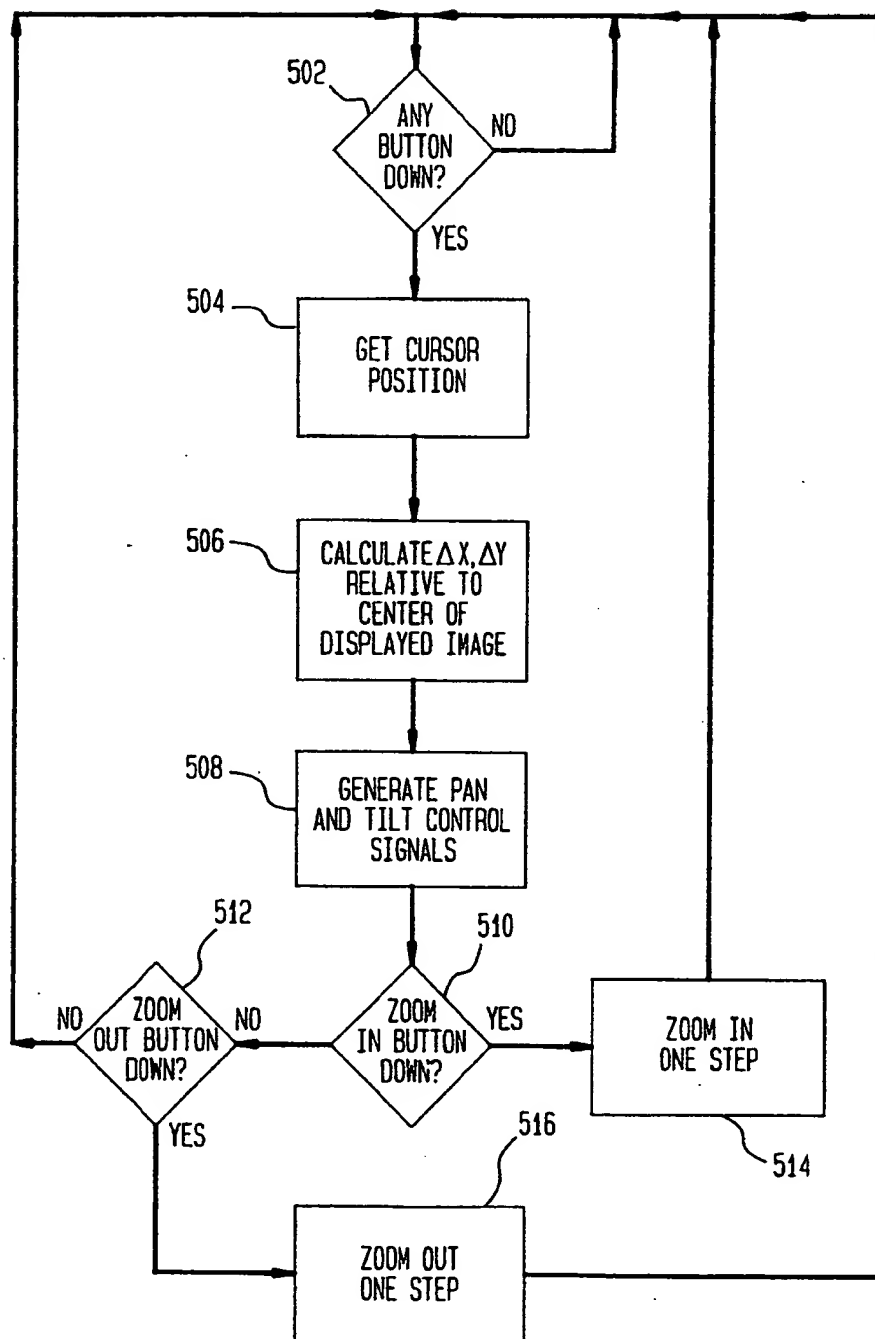 502
ANY
BUTTON
DOWN?
NO
YES
504
GET CURSOR
POSITION
506
CALCULATE ΔX,ΔY
RELATIVE TO
CENTER OF
DISPLAYED IMAGE
508
GENERATE PAN
AND TILT CONTROL
SIGNALS
512
510
NO
ZOOM
OUT BUTTON
DOWN?
NO
ZOOM
IN BUTTON
DOWN?
YES
ZOOM IN
ONE STEP
YES
516
514
ZOOM OUT
ONE STEP